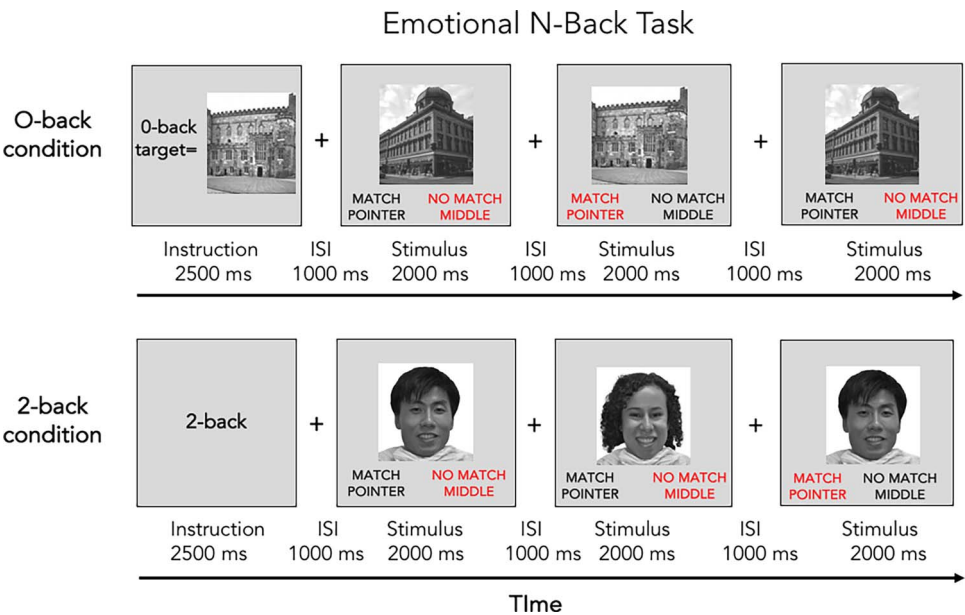 Emotional N-Back Task
O-back
condition
0-back
target=
+
MATCH
POINTER
NO MATCH
MIDDLE
+
MATCH
POINTER
NO MATCH
MIDDLE
+
MATCH
POINTER
NO MATCH
MIDDLE
Instruction
2500 ms
ISI
1000 ms
Stimulus
2000 ms
ISI
1000 ms
Stimulus
2000 ms
ISI
1000 ms
Stimulus
2000 ms
2-back
condition
2-back
+
MATCH
POINTER
NO MATCH
MIDDLE
+
MATCH
POINTER
NO MATCH
MIDDLE
+
MATCH
POINTER
NO MATCH
MIDDLE
Instruction
2500 ms
ISI
1000 ms
Stimulus
2000 ms
ISI
1000 ms
Stimulus
2000 ms
ISI
1000 ms
Stimulus
2000 ms
TIme